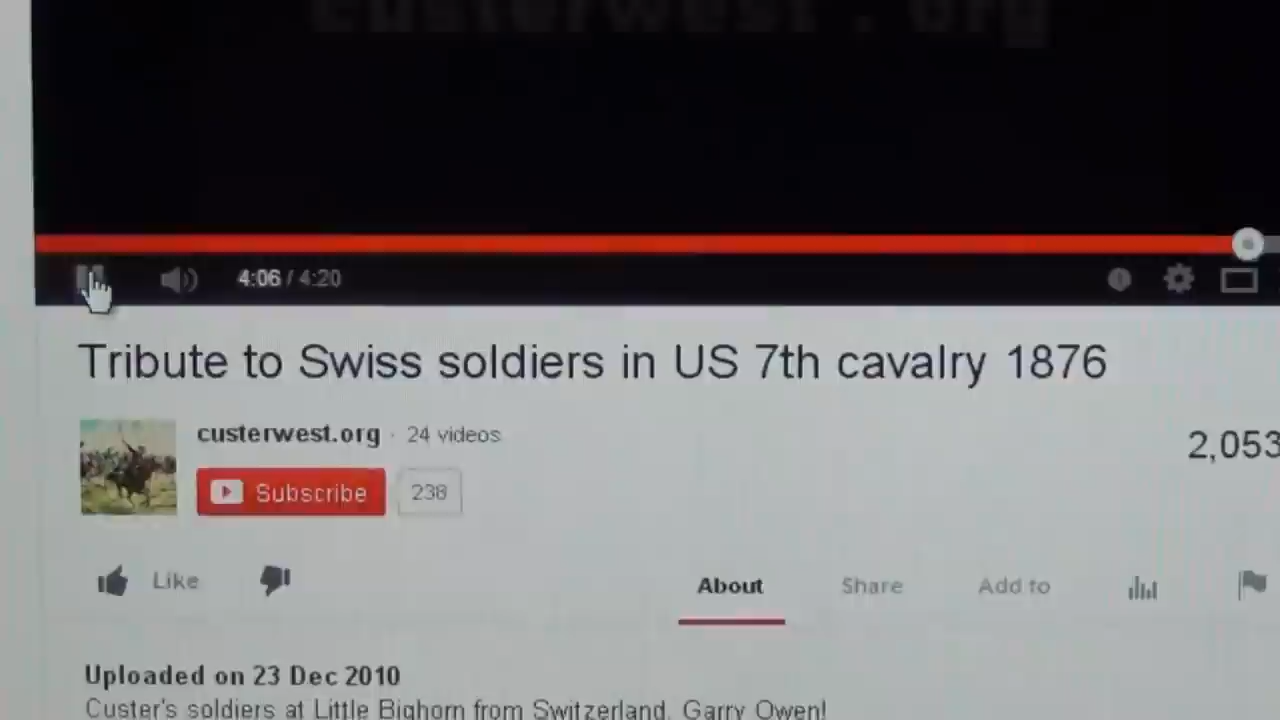 custerwest.org
4:06 / 4:20
Tribute to Swiss soldiers in US 7th cavalry 1876
custerwest.org · 24 videos
2,053
Subscribe 238
Like
About Share Add to
Uploaded on 23 Dec 2010
Custer's soldiers at Little Bighorn from Switzerland. Garry Owen!